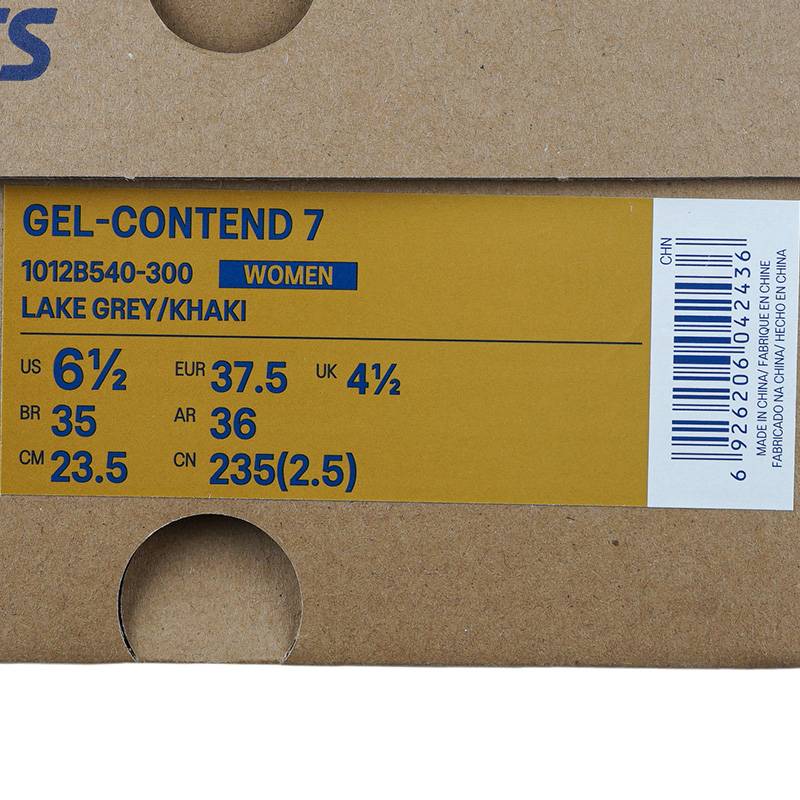 TS
GEL-CONTEND 7
1012B540-300 WOMEN
LAKE GREY/KHAKI
US 6½ EUR 37.5 UK 4½
BR 35 AR 36
CM 23.5 CN 235(2.5)
CHN
6 926206 042436
MADE IN CHINA/ FABRIQUE EN CHINE
FABRICADO NA CHINA/ HECHO EN CHINA